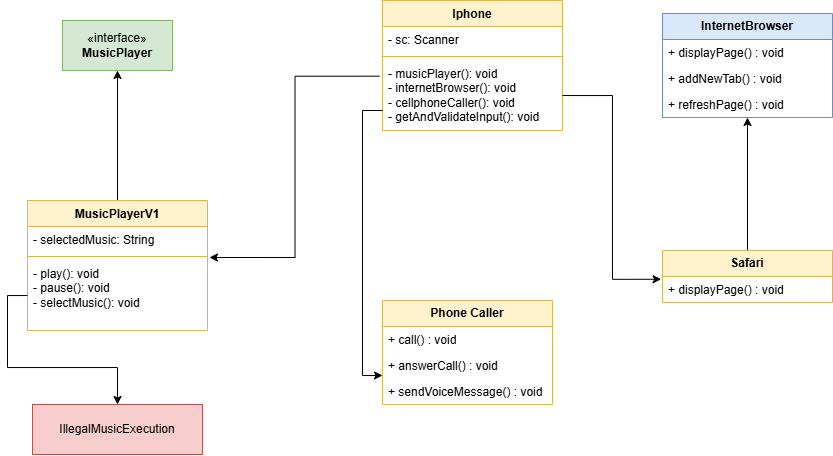 «interface»
MusicPlayer
Iphone
- sc: Scanner
- musicPlayer(): void
- internetBrowser(): void
- cellphoneCaller(): void
- getAndValidateInput(): void
InternetBrowser
+ displayPage() : void
+ addNewTab() : void
+ refreshPage() : void
MusicPlayerV1
- selectedMusic: String
- play(): void
- pause(): void
- selectMusic(): void
Safari
+ displayPage() : void
Phone Caller
+ call() : void
+ answerCall() : void
+ sendVoiceMessage() : void
IllegalMusicExecution